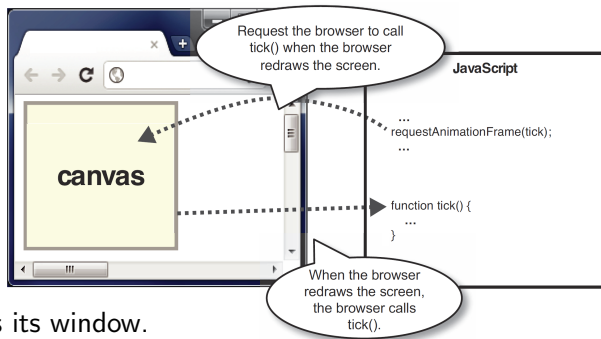 Request the browser to call
tick() when the browser
redraws the screen.
JavaScript
...
requestAnimationFrame(tick);
...
canvas
function tick() {
...
}
When the browser
redraws the screen,
the browser calls
tick().
s its window.